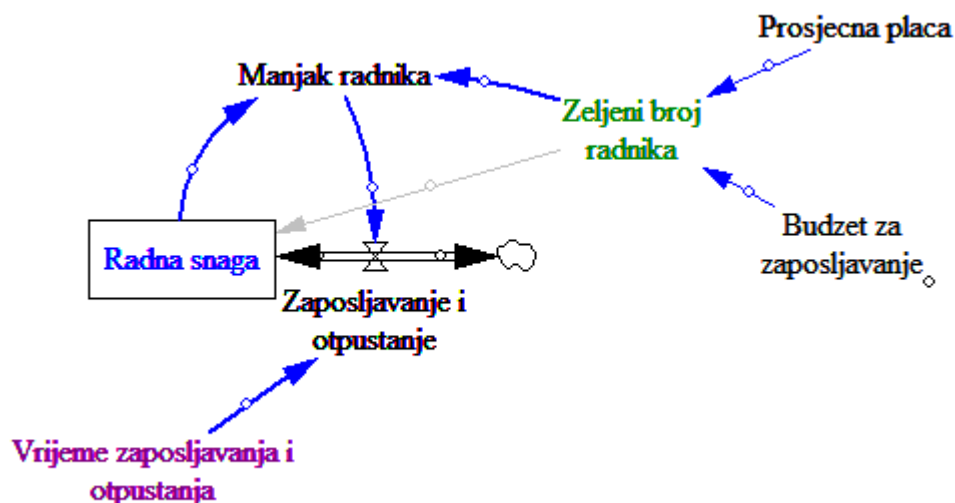 Prosjecna placa
Manjak radnika
Zeljeni broj
radnika
Radna snaga
Budzet za
zaposljavanje
Zaposljavanje i
otpustanje
Vrijeme zaposljavanja i
otpustanja